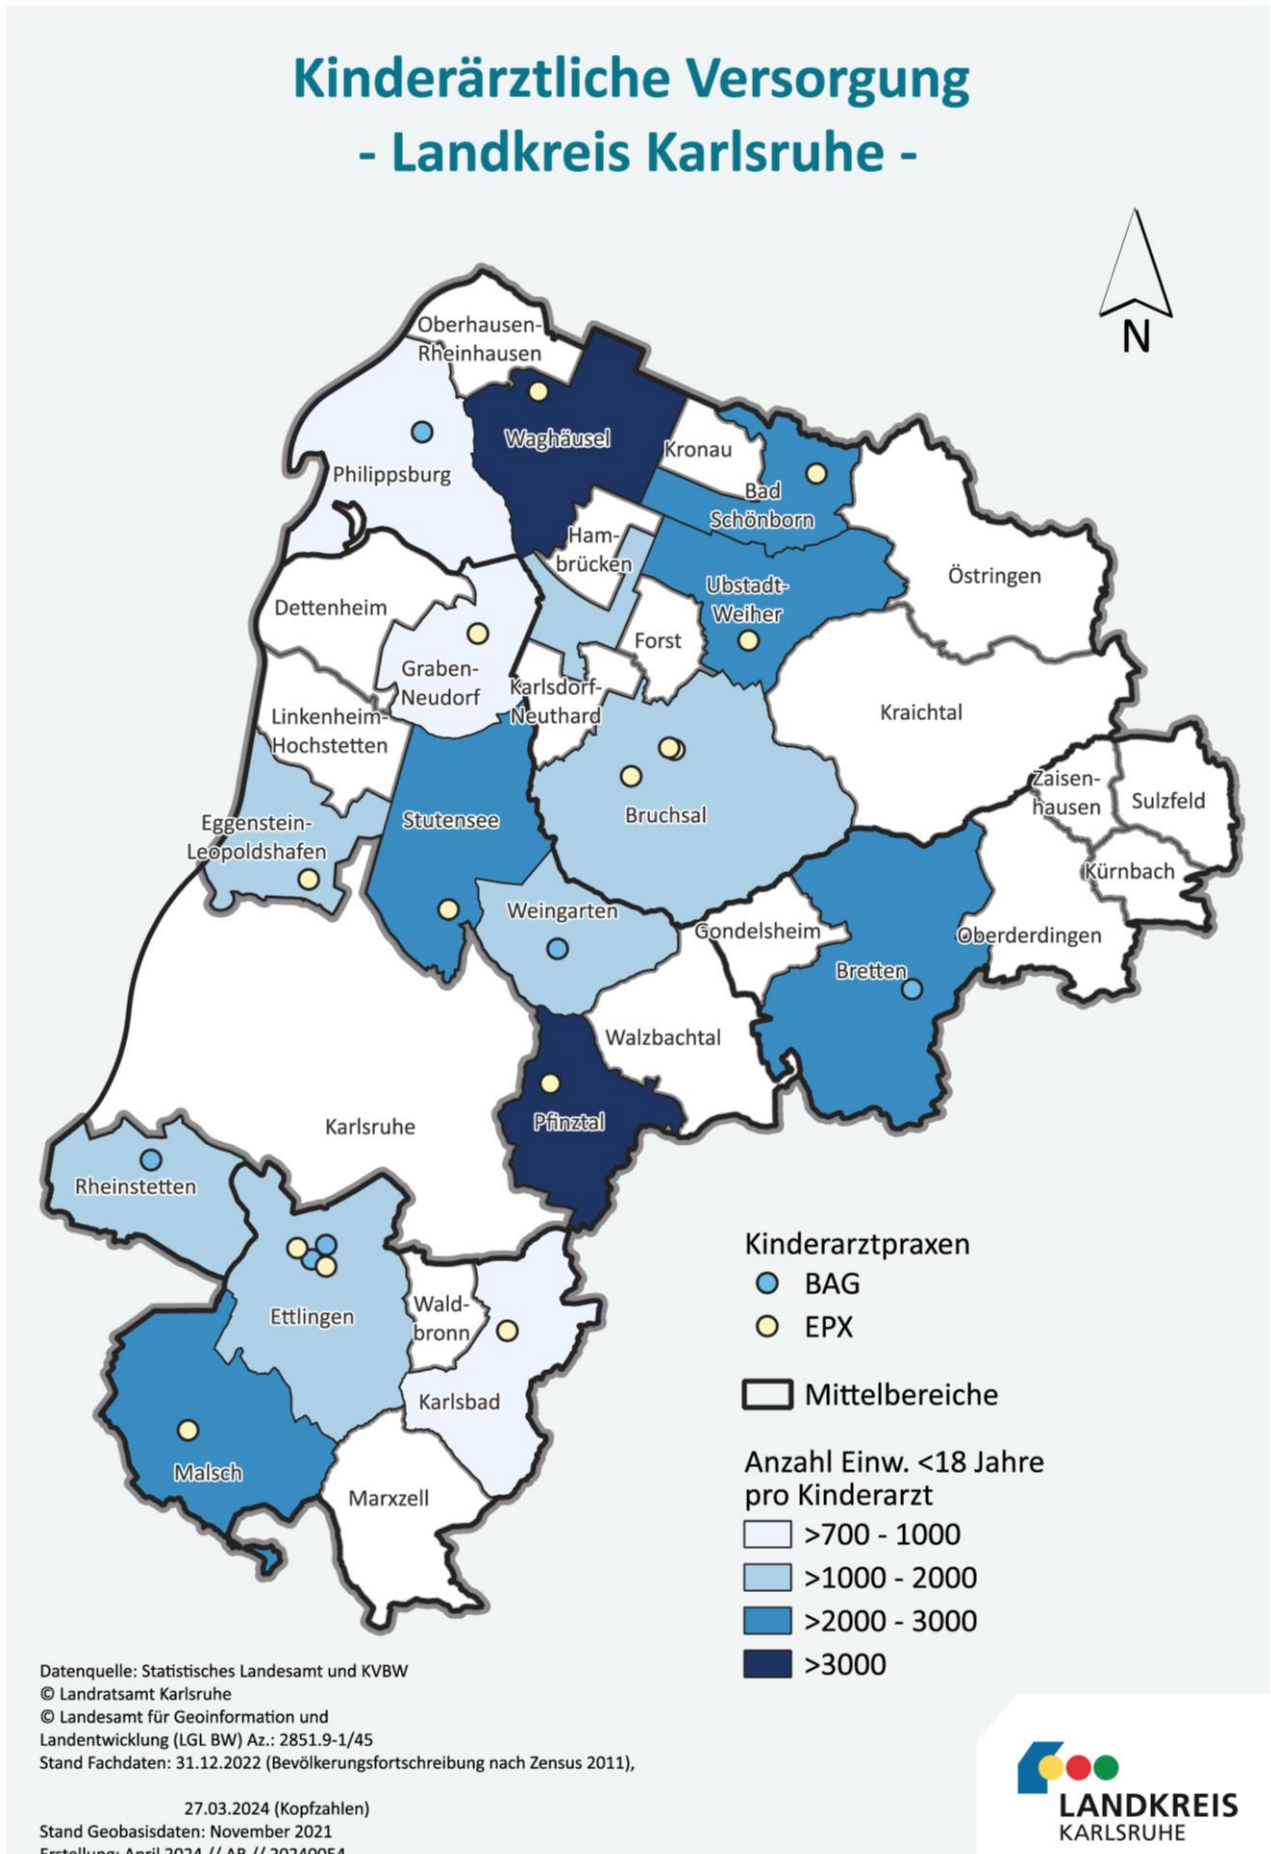 Kinderärztliche Versorgung
- Landkreis Karlsruhe -
N
Oberhausen-
Rheinhausen
Waghäusel
Kronau
Philippsburg
Bad
Schönborn
Ham-
brücken
Östringen
Ubstadt-
Weiher
Dettenheim
Forst
Graben-
Neudorf
Karlsdorf-
Neuthard
Kraichtal
Linkenheim-
Hochstetten
Zaisen-
hausen
Sulzfeld
Bruchsal
Stutensee
Eggenstein-
Leopoldshafen
Kürnbach
Weingarten
Gondelsheim
Oberderdingen
Bretten
Walzbachtal
Pfinztal
Karlsruhe
Rheinstetten
Ettlingen
Wald-
bronn
Karlsbad
Malsch
Marxzell
Kinderarztpraxen
BAG
EPX
Mittelbereiche
Anzahl Einw. <18 Jahre
pro Kinderarzt
>700 - 1000
>1000 - 2000
>2000 - 3000
>3000
Datenquelle: Statistisches Landesamt und KVBW
© Landratsamt Karlsruhe
© Landesamt für Geoinformation und
Landentwicklung (LGL BW) Az.: 2851.9-1/45
Stand Fachdaten: 31.12.2022 (Bevölkerungsfortschreibung nach Zensus 2011),
27.03.2024 (Kopfzahlen)
Stand Geobasisdaten: November 2021
Erstellung: April 2024 // AB // 20240054
LANDKREIS
KARLSRUHE